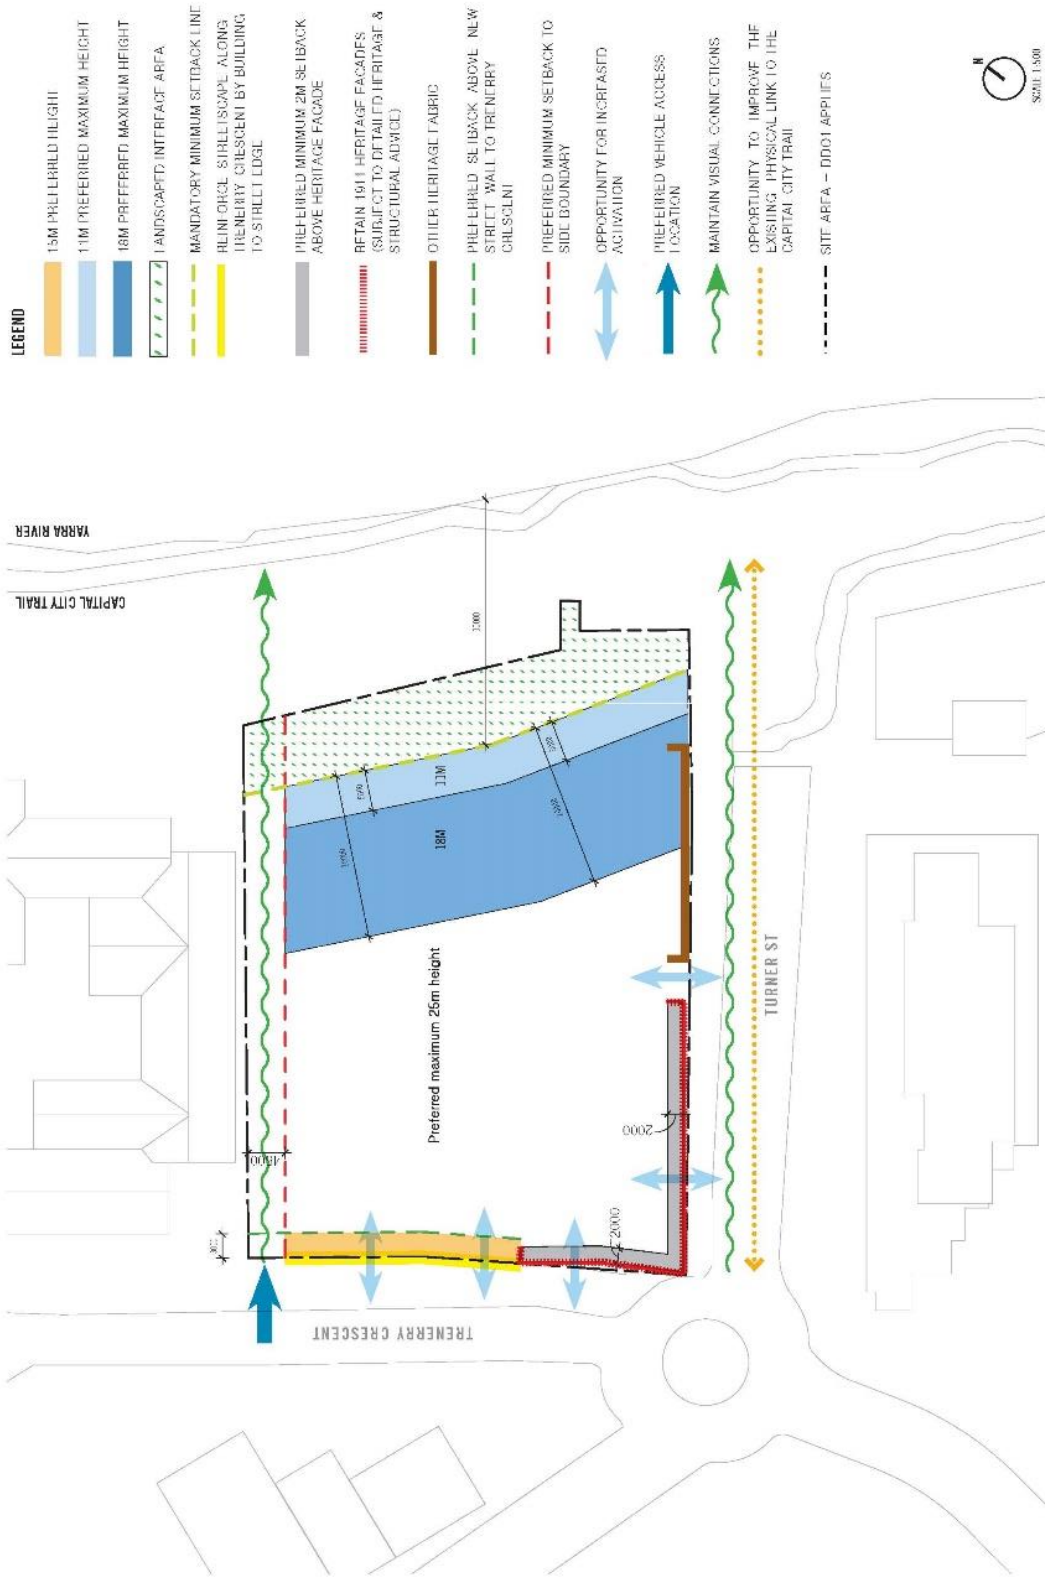 LEGEND
15M PREFERRED HEIGHT
11M PREFERRED MAXIMUM HEIGHT
18M PREFERRED MAXIMUM HEIGHT
LANDSCAPED INTERFACE AREA
MANDATORY MINIMUM SETBACK LINE
REINFORCE STREETSCAPE ALONG
TRENERRY CRESCENT BY BUILDING
TO STREET EDGE
PREFERRED MINIMUM 2M SETBACK
ABOVE HERITAGE FACADE
RETAIN 1911 HERITAGE FACADES
(SUBJECT TO DETAILED HERITAGE &
STRUCTURAL ADVICE)
OTHER HERITAGE FABRIC
PREFERRED SETBACK ABOVE NEW
STREET WALL TO TRENERRY
CRESCENT
PREFERRED MINIMUM SETBACK TO
SIDE BOUNDARY
OPPORTUNITY FOR INCREASED
ACTIVATION
PREFERRED VEHICLE ACCESS
LOCATION
MAINTAIN VISUAL CONNECTIONS
OPPORTUNITY TO IMPROVE THE
EXISTING PHYSICAL LINK TO THE
CAPITAL CITY TRAIL
SITE AREA - DDO1 APPLIES
N
SCALE 1:500
YARRA RIVER
CAPITAL CITY TRAIL
11M
18M
Preferred maximum 25m height
4500
2000
2000
TURNER ST
TRENERRY CRESCENT